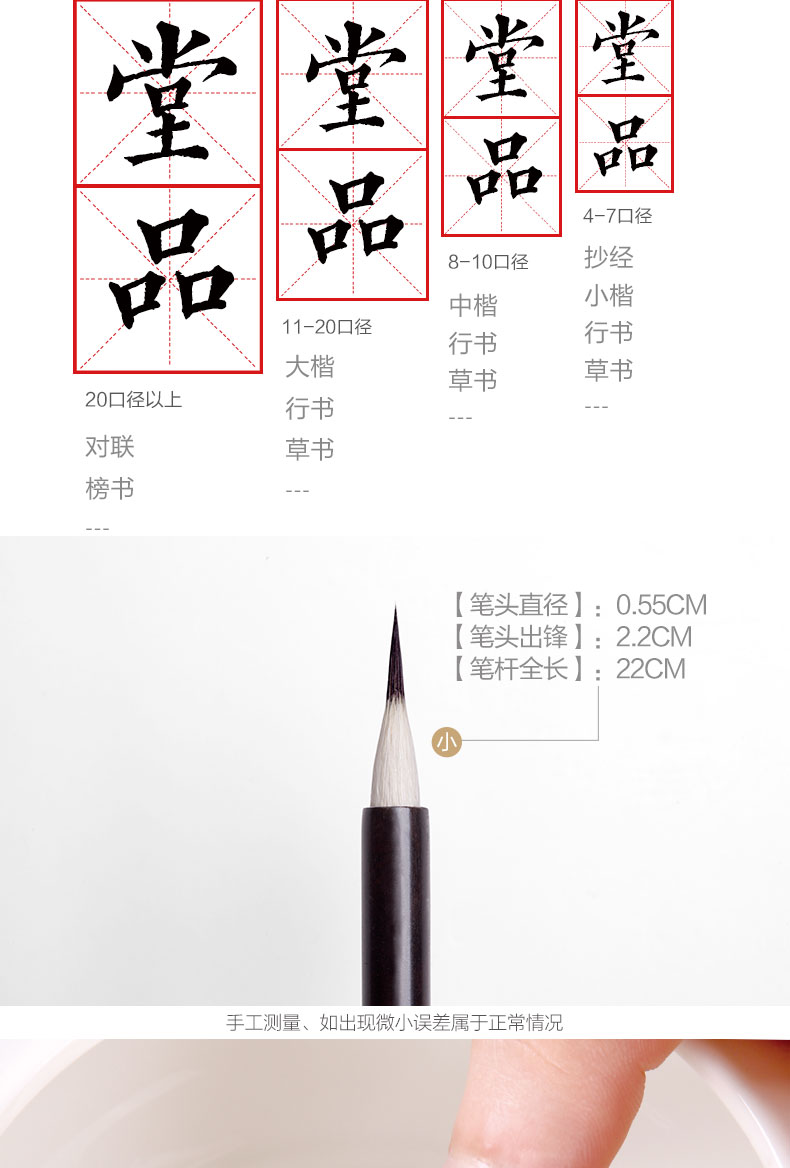 堂
品
20口径以上
对联
榜书
---
堂
品
11-20口径
大楷
行书
草书
---
堂
品
8-10口径
中楷
行书
草书
---
堂
品
4-7口径
抄经
小楷
行书
草书
---
【笔头直径】：0.55CM
【笔头出锋】：2.2CM
【笔杆全长】：22CM
小
手工测量、如出现微小误差属于正常情况